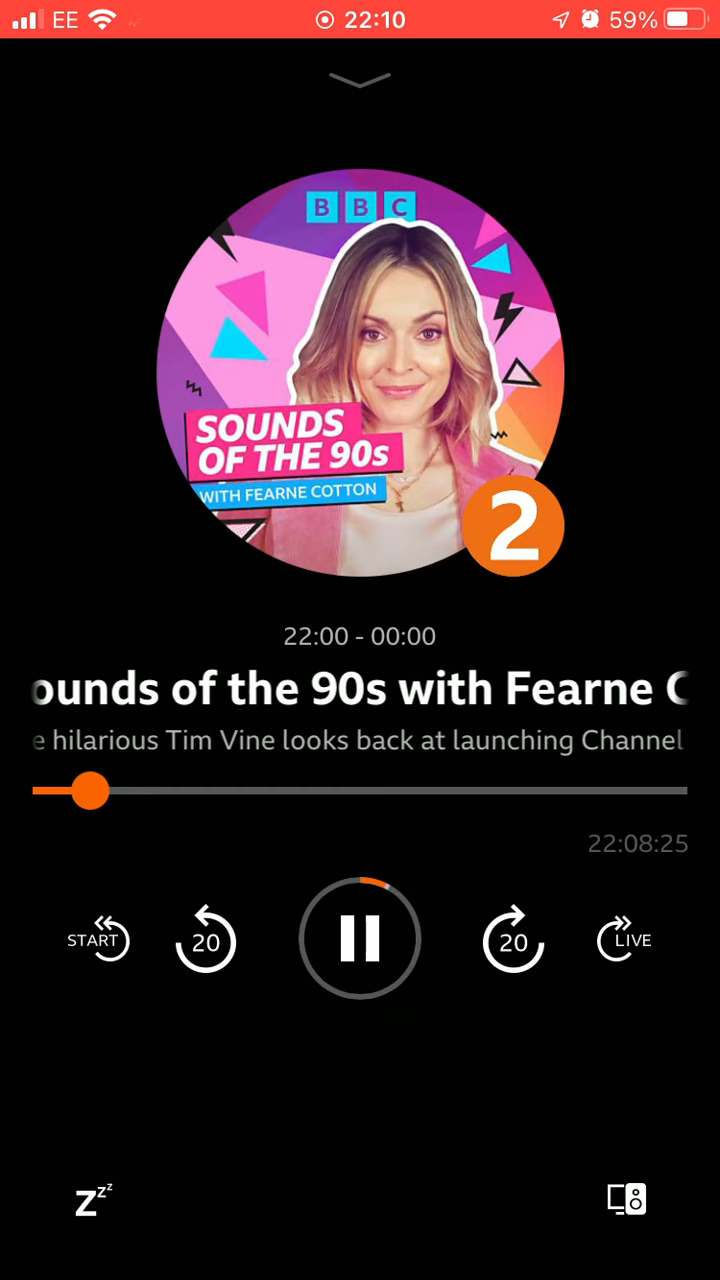 EE 22:10 59%
BBC
SOUNDS
OF THE 90s
WITH FEARNE COTTON
2
22:00 - 00:00
ounds of the 90s with Fearne C
e hilarious Tim Vine looks back at launching Channel
22:08:25
START 20 20 LIVE
Zzz